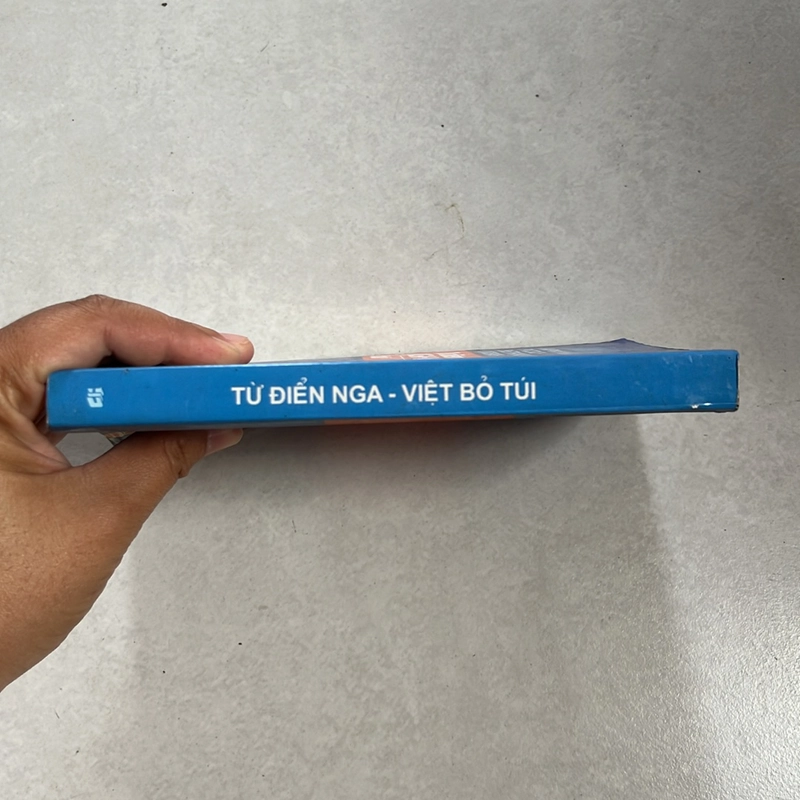 TỪ ĐIỂN NGA - VIỆT BỎ TÚI